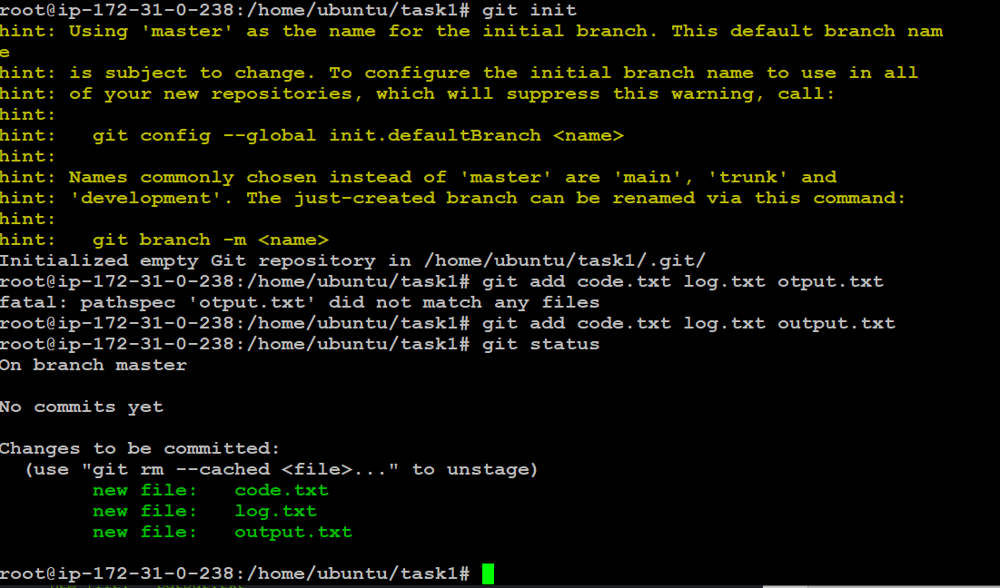 root@ip-172-31-0-238:/home/ubuntu/task1# git init
hint: Using 'master' as the name for the initial branch. This default branch nam
e
hint: is subject to change. To configure the initial branch name to use in all
hint: of your new repositories, which will suppress this warning, call:
hint:
hint:   git config --global init.defaultBranch <name>
hint:
hint: Names commonly chosen instead of 'master' are 'main', 'trunk' and
hint: 'development'. The just-created branch can be renamed via this command:
hint:
hint:   git branch -m <name>
Initialized empty Git repository in /home/ubuntu/task1/.git/
root@ip-172-31-0-238:/home/ubuntu/task1# git add code.txt log.txt otput.txt
fatal: pathspec 'otput.txt' did not match any files
root@ip-172-31-0-238:/home/ubuntu/task1# git add code.txt log.txt output.txt
root@ip-172-31-0-238:/home/ubuntu/task1# git status
On branch master

No commits yet

Changes to be committed:
  (use "git rm --cached <file>..." to unstage)
        new file:   code.txt
        new file:   log.txt
        new file:   output.txt

root@ip-172-31-0-238:/home/ubuntu/task1#